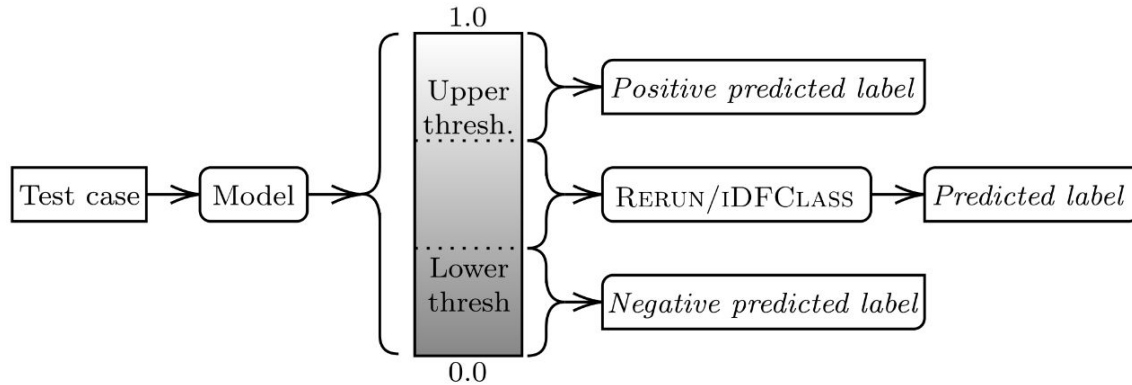 1.0
Upper
thresh.
Positive predicted label
Test case
Model
RERUN/IDFCLASS
Predicted label
Lower
thresh
Negative predicted label
0.0